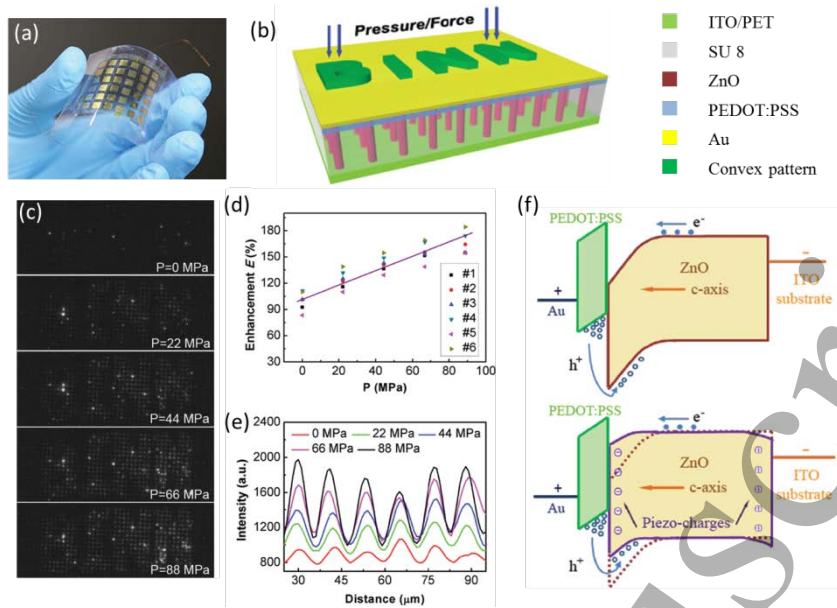 (a)
(b)
Pressure/Force
BINN
ITO/PET
SU 8
ZnO
PEDOT:PSS
Au
Convex pattern
(c)
P=0 MPa
P=22 MPa
P=44 MPa
P=66 MPa
P=88 MPa
(d)
Enhancement E (%)
180
150
120
90
60
30
#1
#2
#3
#4
#5
#6
0 20 40 60 80 100
P (MPa)
(e)
Intensity (a.u.)
2400
2000
1600
1200
800
0 MPa 22 MPa 44 MPa
66 MPa 88 MPa
30 45 60 75 90
Distance (μm)
(f)
PEDOT:PSS
e-
ZnO
c-axis
+
Au
-
ITO
substrate
h+
PEDOT:PSS
e-
ZnO
c-axis
+
Au
-
ITO
substrate
Piezo-charges
h+